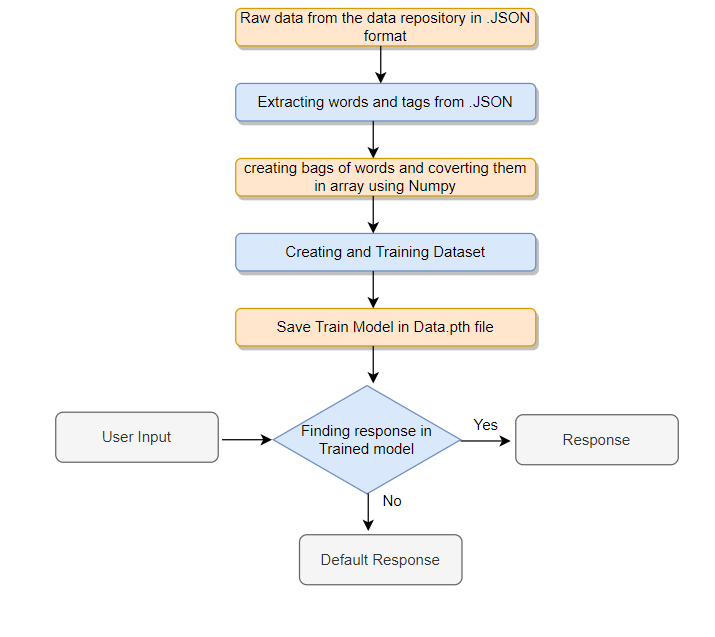 Raw data from the data repository in .JSON
format
Extracting words and tags from .JSON
creating bags of words and coverting them
in array using Numpy
Creating and Training Dataset
Save Train Model in Data.pth file
User Input
Finding response in
Trained model
Yes
Response
No
Default Response